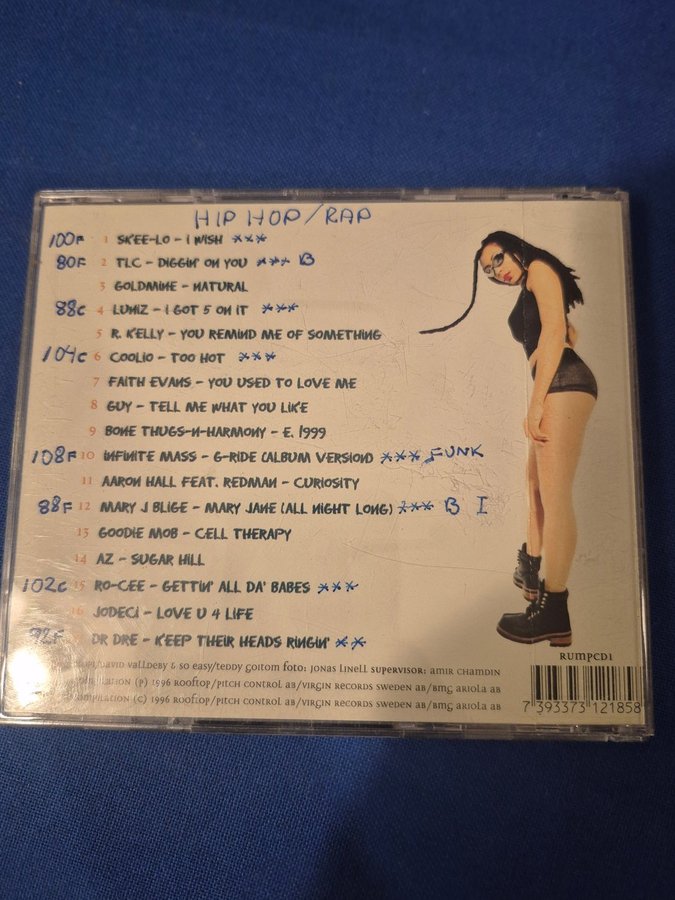 HIP HOP/RAP
100F 1 SKEE-LO - I WISH ***
80F 2 TLC - DIGGIN' ON YOU *** B
3 GOLDMINE - NATURAL
88C 4 LUNIZ - I GOT 5 ON IT ***
5 R. KELLY - YOU REMIND ME OF SOMETHING
104C 6 COOLIO - TOO HOT ***
7 FAITH EVANS - YOU USED TO LOVE ME
8 GUY - TELL ME WHAT YOU LIKE
9 BONE THUGS-N-HARMONY - E. 1999
108F 10 INFINITE MASS - G-RIDE (ALBUM VERSION) *** FUNK
11 AARON HALL FEAT. REDMAN - CURIOSITY
88F 12 MARY J BLIGE - MARY JANE (ALL NIGHT LONG) *** B I
13 GOODIE MOB - CELL THERAPY
14 AZ - SUGAR HILL
102C 15 RO-CEE - GETTIN' ALL DA' BABES ***
16 JODECI - LOVE U 4 LIFE
92F DR DRE - KEEP THEIR HEADS RINGIN' **
RUMPCD1
/DAVID VALLDEBY & SO EASY/TEDDY GOITOM FOTO: JONAS LINELL SUPERVISOR: AMIR CHAMDIN
(P) 1996 ROOFTOP/PITCH CONTROL AB/VIRGIN RECORDS SWEDEN AB/BMG ARIOLA AB
COMPILATION (C) 1996 ROOFTOP/PITCH CONTROL AB/VIRGIN RECORDS SWEDEN AB/BMG ARIOLA AB
7 393373 121858